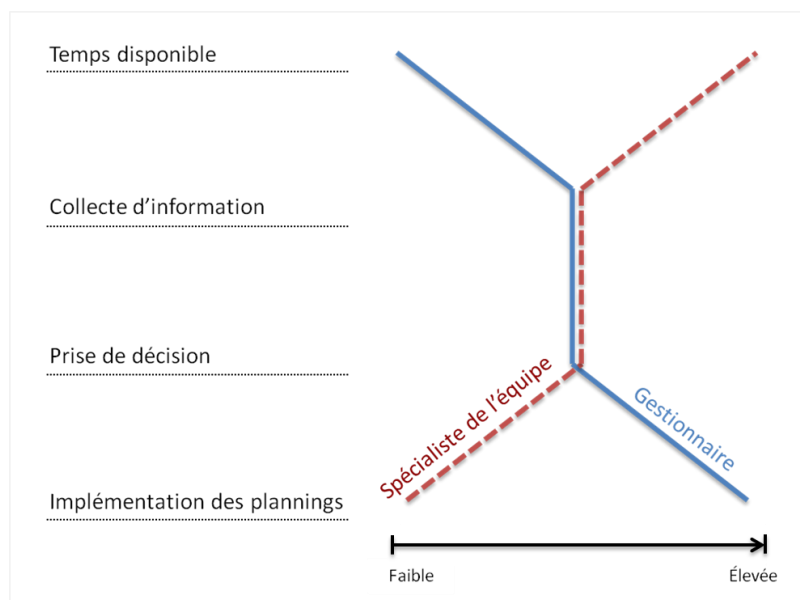 Temps disponible
Collecte d'information
Prise de décision
Spécialiste de l'équipe
Gestionnaire
Implémentation des plannings
Faible
Élevée